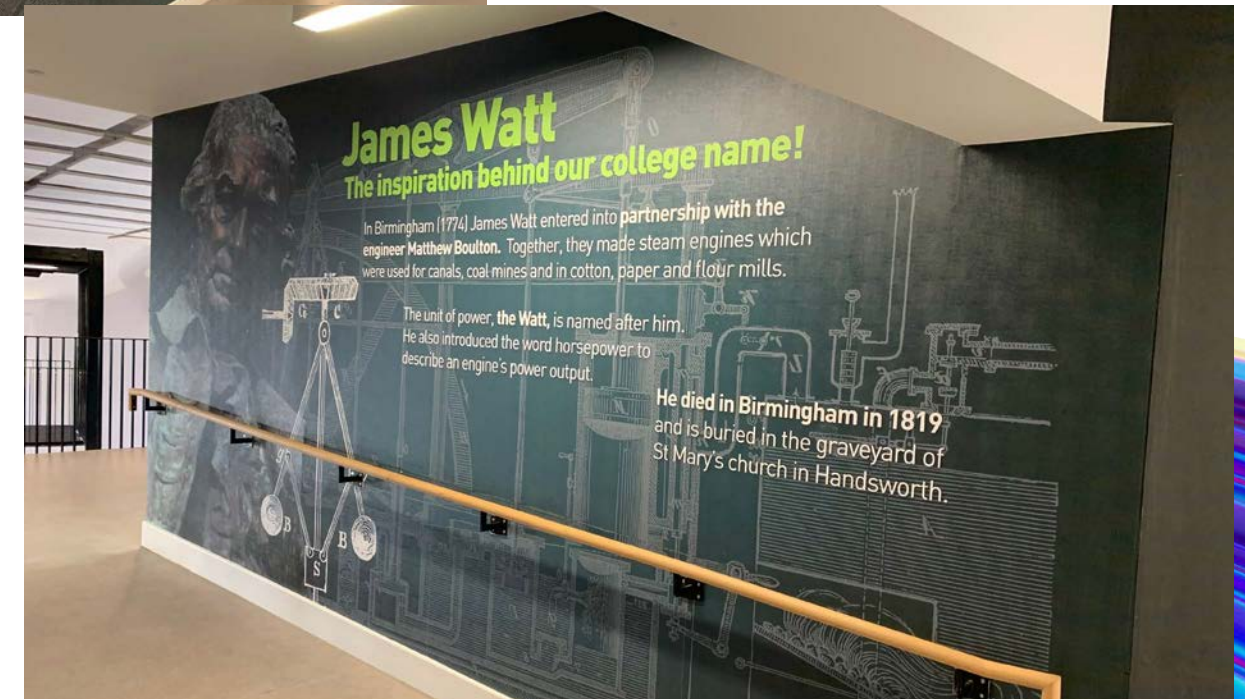 James Watt
The inspiration behind our college name!
In Birmingham (1774) James Watt entered into partnership with the
engineer Matthew Boulton. Together, they made steam engines which
were used for canals, coal mines and in cotton, paper and flour mills.
The unit of power, the Watt, is named after him.
He also introduced the word horsepower to
describe an engine's power output.
He died in Birmingham in 1819
and is buried in the graveyard of
St Mary's church in Handsworth.
G C
B
B
S